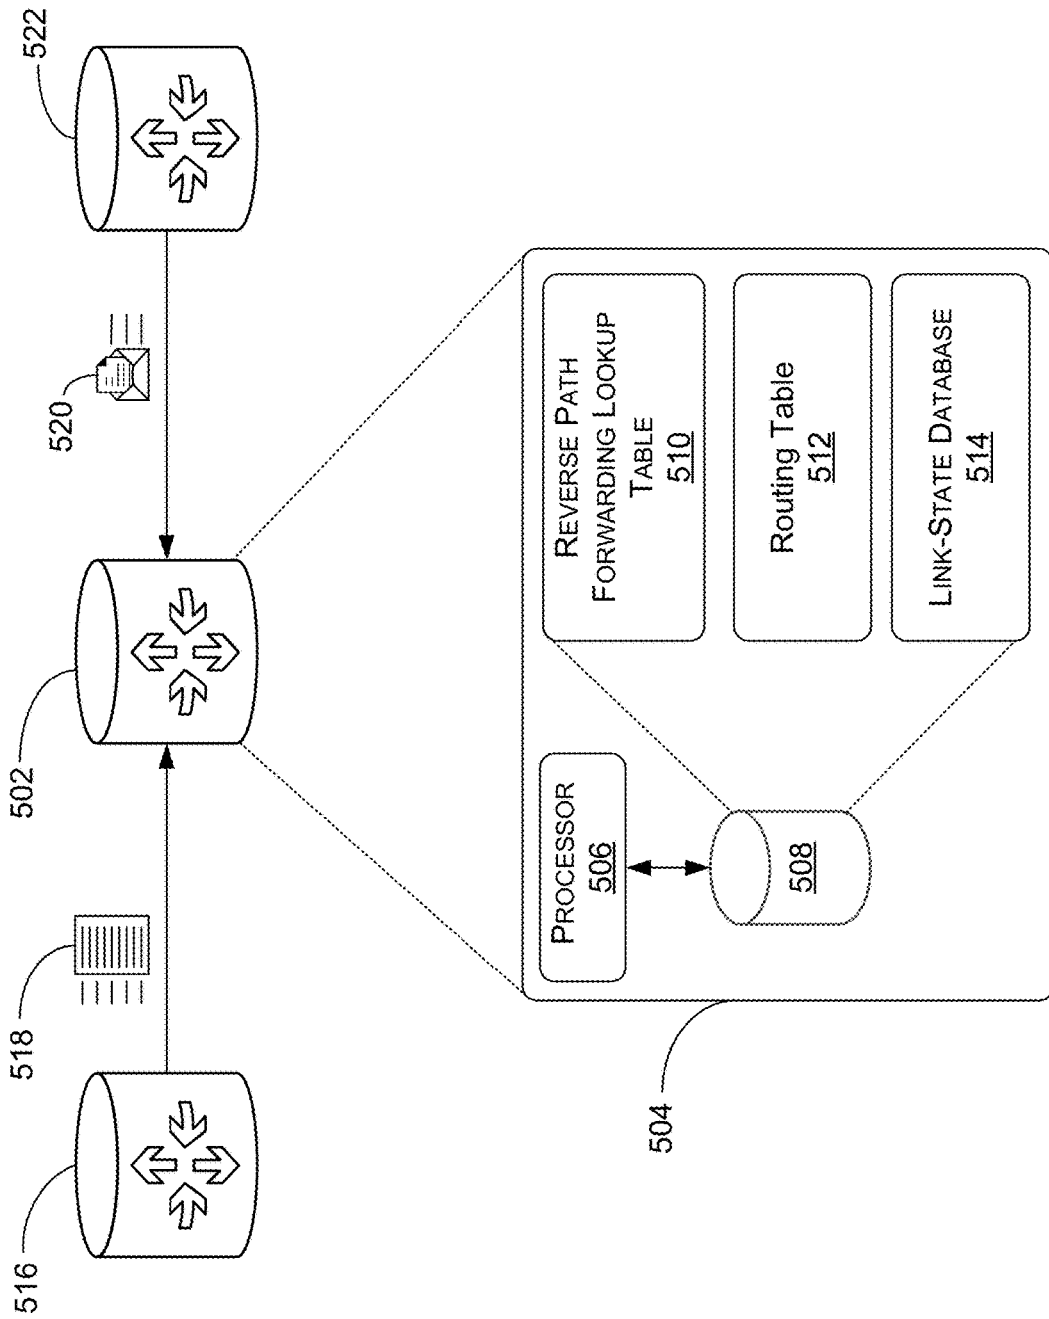 516
518
502
520
522
504
PROCESSOR
506
508
REVERSE PATH
FORWARDING LOOKUP
TABLE
510
Routing Table
512
LINK-STATE DATABASE
514